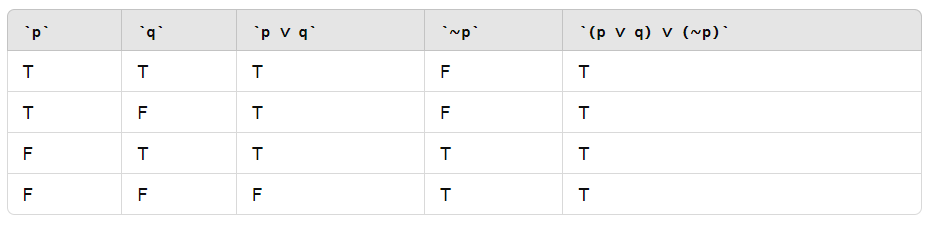 `p` `q` `p ∨ q` `~p` `(p ∨ q) ∨ (~p)`
T T T F T
T F T F T
F T T T T
F F F T T